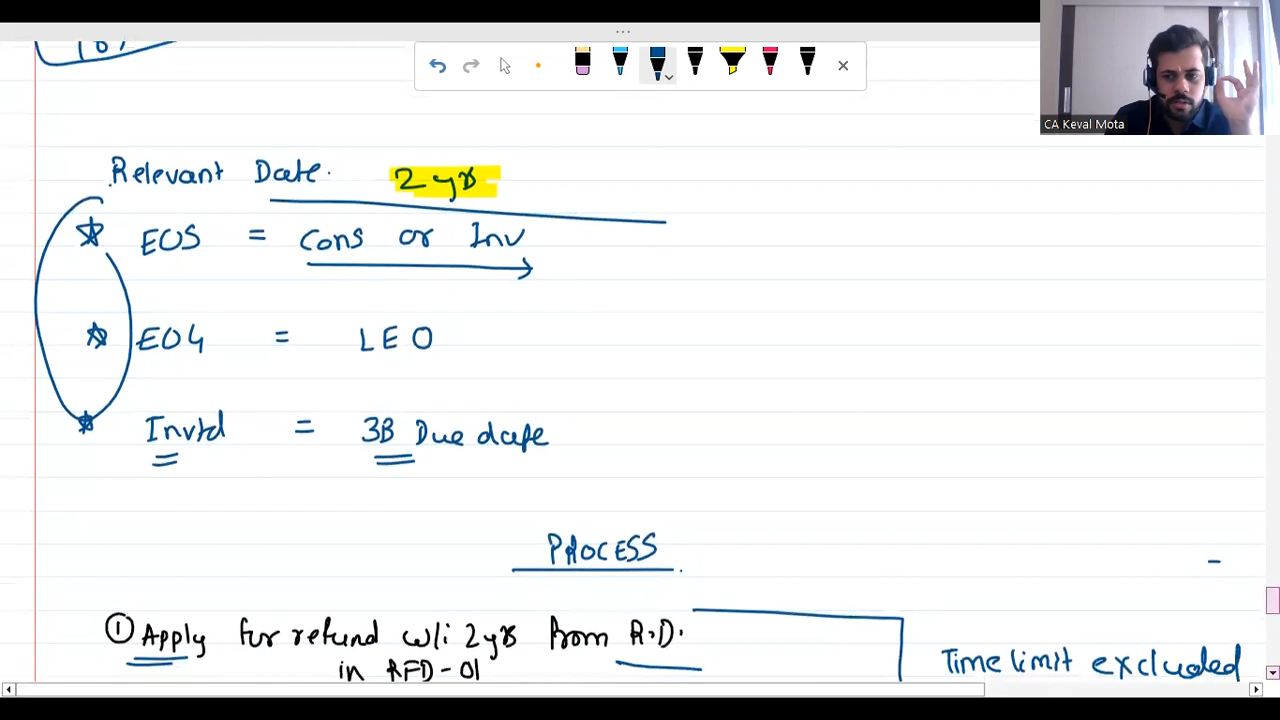 (6)
CA Keval Mota
Relevant Date. 2 yrs
EOS = Cons or Inv
EOG = LEO
Invtd = 3B Due date
PROCESS
① Apply for refund w/i 2 yrs from R.D.
in RFD-01
Time limit excluded